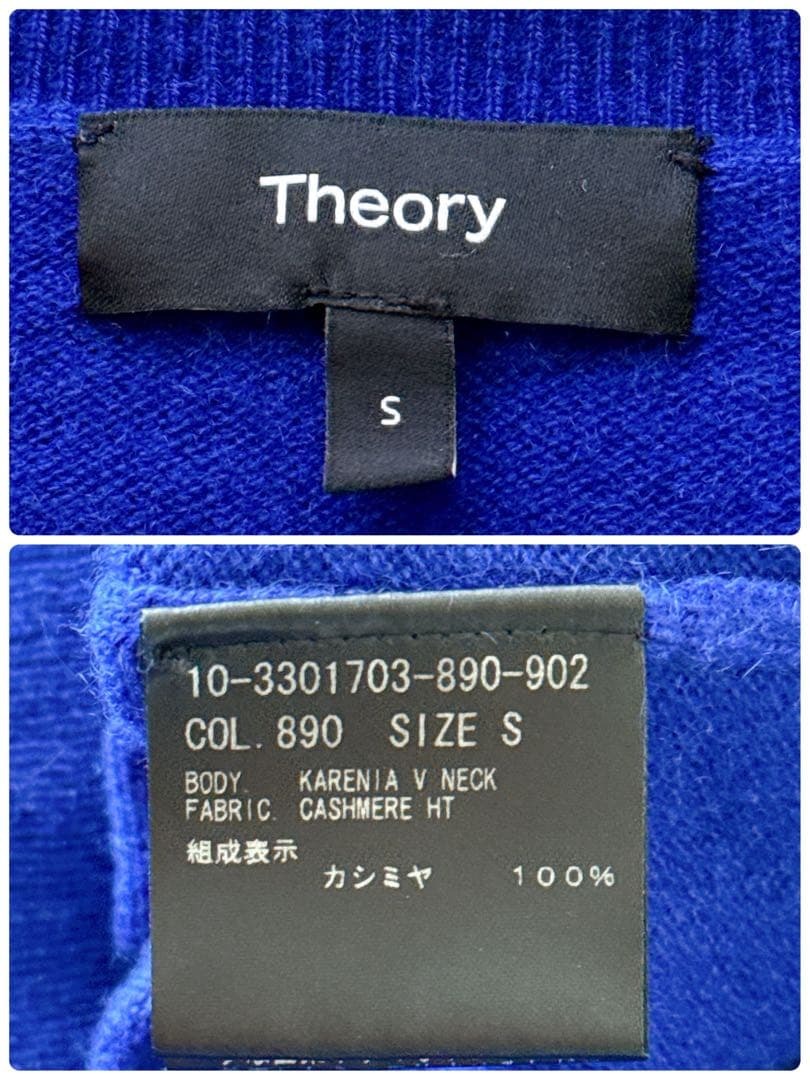 Theory
S
10-3301703-890-902
COL. 890 SIZE S
BODY. KARENIA V NECK
FABRIC. CASHMERE HT
組成表示
カシミヤ 100%